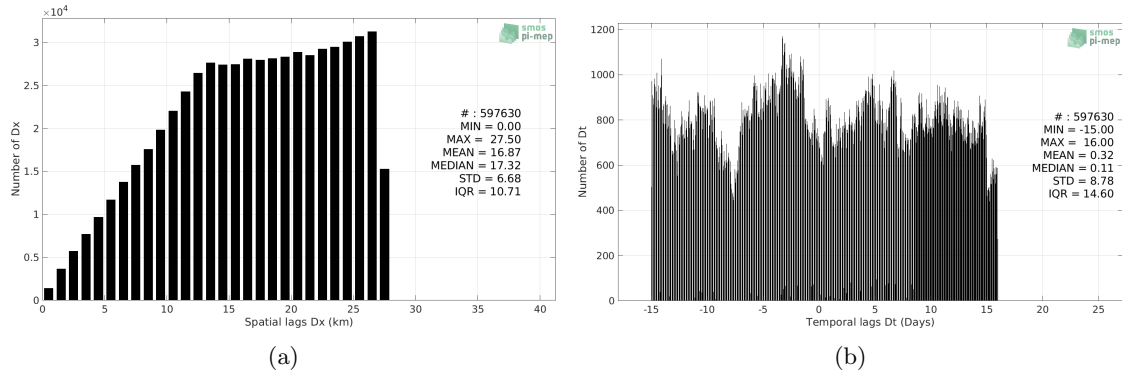 ×10⁴
3
2.5
2
1.5
1
0.5
0
Number of Dx
0 5 10 15 20 25 30 35 40
Spatial lags Dx (km)
smos
pi-mep
# : 597630
MIN = 0.00
MAX = 27.50
MEAN = 16.87
MEDIAN = 17.32
STD = 6.68
IQR = 10.71
(a)
1200
1000
800
600
400
200
0
Number of Dt
-15 -10 -5 0 5 10 15 20 25
Temporal lags Dt (Days)
smos
pi-mep
# : 597630
MIN = -15.00
MAX = 16.00
MEAN = 0.32
MEDIAN = 0.11
STD = 8.78
IQR = 14.60
(b)